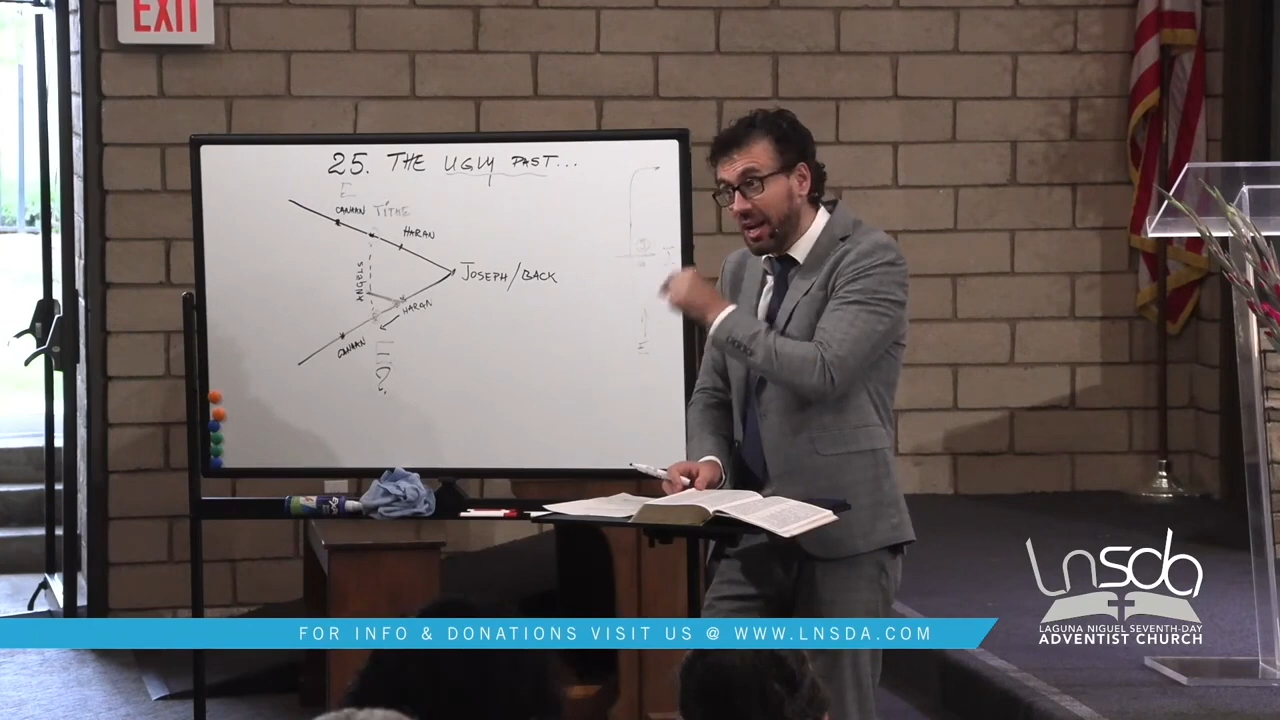 EXIT
25. THE UGLY PAST...
E
CANAAN
TITHE
HARAN
ANGELS
JOSEPH/BACK
HARAN
CANAAN
?
LNSDA
LAGUNA NIGUEL SEVENTH-DAY
ADVENTIST CHURCH
FOR INFO & DONATIONS VISIT US @ WWW.LNSDA.COM